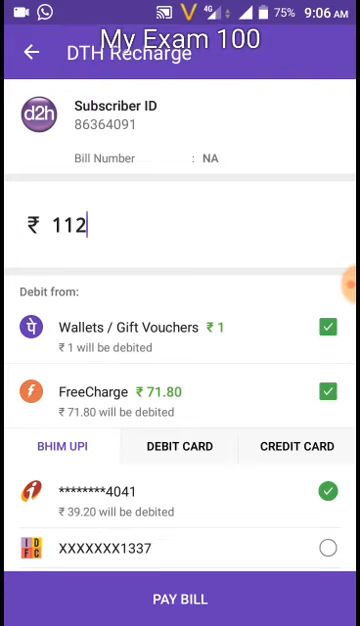 4G 75% 9:06 AM
My Exam 100
DTH Recharge
d2h
Subscriber ID
86364091
Bill Number : NA
₹ 112
Debit from:
पे Wallets / Gift Vouchers ₹ 1
₹ 1 will be debited
f FreeCharge ₹ 71.80
₹ 71.80 will be debited
BHIM UPI DEBIT CARD CREDIT CARD
********4041
₹ 39.20 will be debited
IDFC XXXXXXX1337
PAY BILL